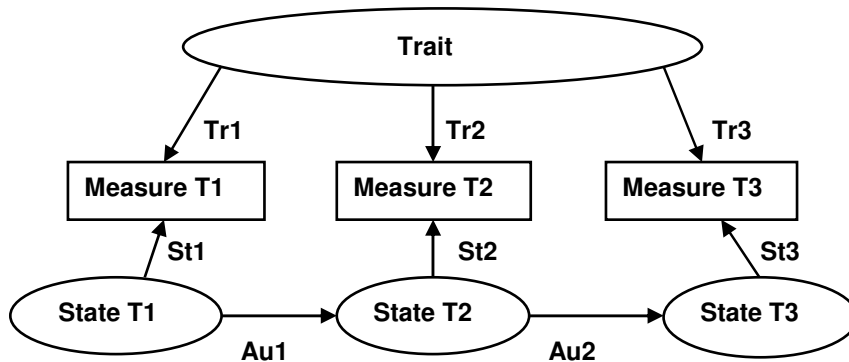 Trait
Tr1 Tr2 Tr3
Measure T1 Measure T2 Measure T3
St1 St2 St3
State T1 State T2 State T3
Au1 Au2